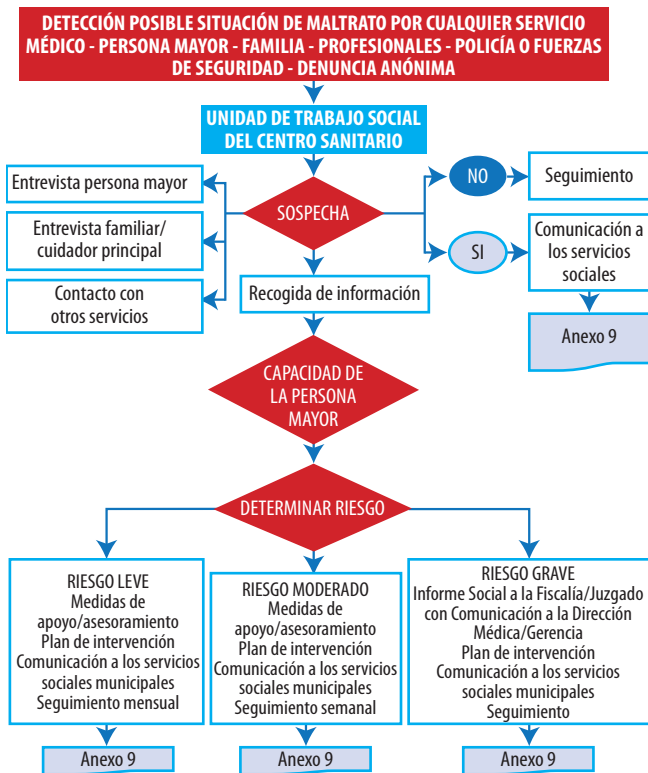 DETECCIÓN POSIBLE SITUACIÓN DE MALTRATO POR CUALQUIER SERVICIO
MÉDICO - PERSONA MAYOR - FAMILIA - PROFESIONALES - POLICÍA O FUERZAS
DE SEGURIDAD - DENUNCIA ANÓNIMA
UNIDAD DE TRABAJO SOCIAL
DEL CENTRO SANITARIO
Entrevista persona mayor
Entrevista familiar/
cuidador principal
Contacto con
otros servicios
SOSPECHA
NO
Seguimiento
SI
Comunicación a
los servicios
sociales
Anexo 9
Recogida de información
CAPACIDAD DE
LA PERSONA
MAYOR
DETERMINAR RIESGO
RIESGO LEVE
Medidas de
apoyo/asesoramiento
Plan de intervención
Comunicación a los servicios
sociales municipales
Seguimiento mensual
Anexo 9
RIESGO MODERADO
Medidas de
apoyo/asesoramiento
Plan de intervención
Comunicación a los servicios
sociales municipales
Seguimiento semanal
Anexo 9
RIESGO GRAVE
Informe Social a la Fiscalía/Juzgado
con Comunicación a la Dirección
Médica/Gerencia
Plan de intervención
Comunicación a los servicios
sociales municipales
Seguimiento
Anexo 9